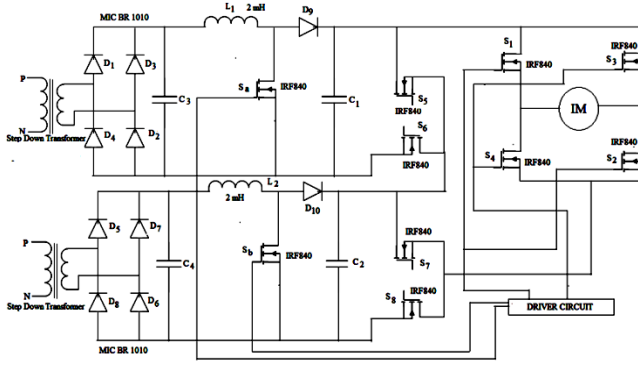 MIC BR 1010
L1 2 mH
D9
P
N
Step Down Transformer
D1
D3
D4
D2
C3
Sa
IRF840
C1
IRF840
S5
S6
IRF840
S1
IRF840
S3
IRF840
IM
S4
IRF840
S2
IRF840
L2
2 mH
D10
P
N
Step Down Transformer
D5
D7
D8
D6
C4
Sb
IRF840
C2
IRF840
S7
S8
IRF840
DRIVER CIRCUIT
MIC BR 1010